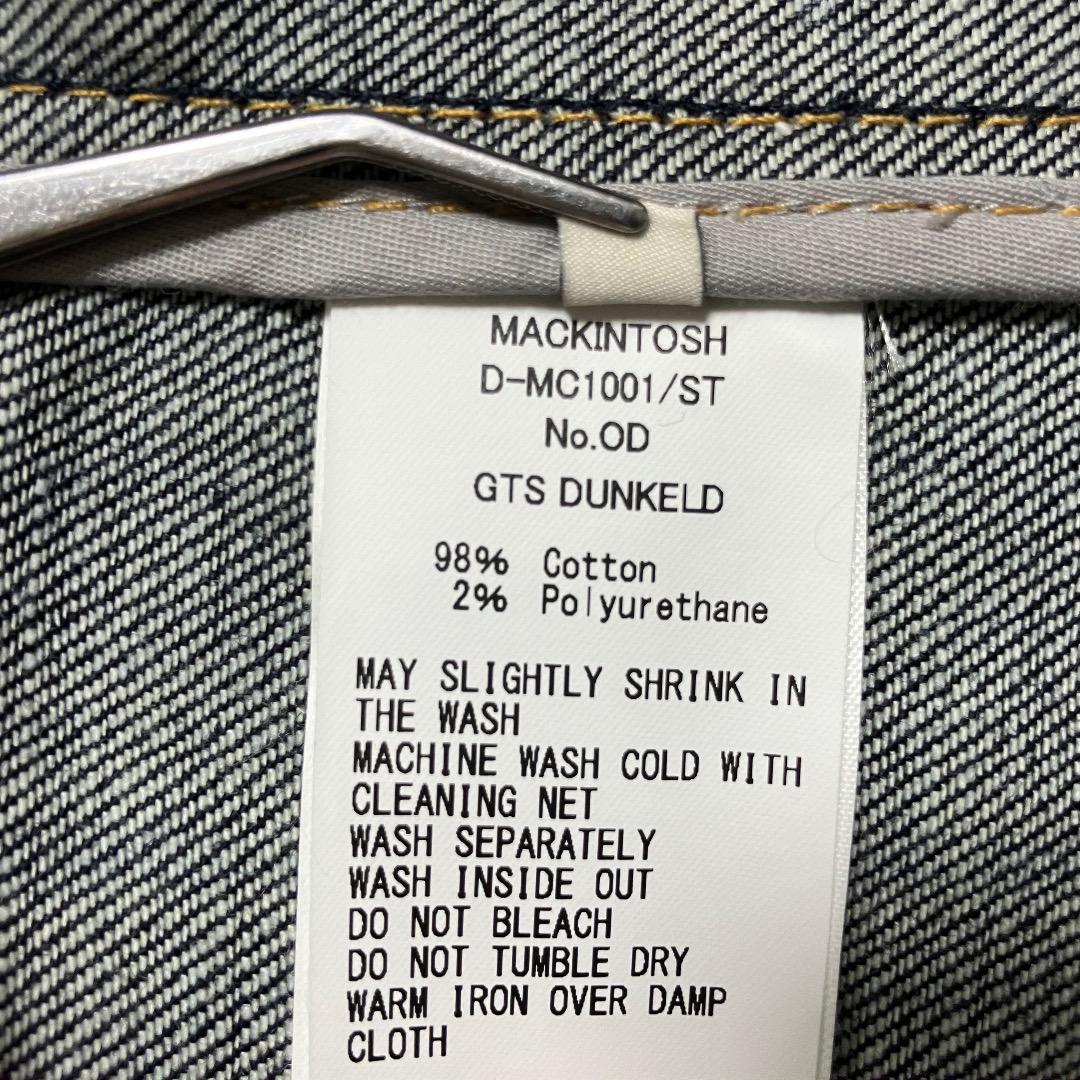 MACKINTOSH
D-MC1001/ST
No.OD
GTS DUNKELD
98% Cotton
2% Polyurethane
MAY SLIGHTLY SHRINK IN
THE WASH
MACHINE WASH COLD WITH
CLEANING NET
WASH SEPARATELY
WASH INSIDE OUT
DO NOT BLEACH
DO NOT TUMBLE DRY
WARM IRON OVER DAMP
CLOTH